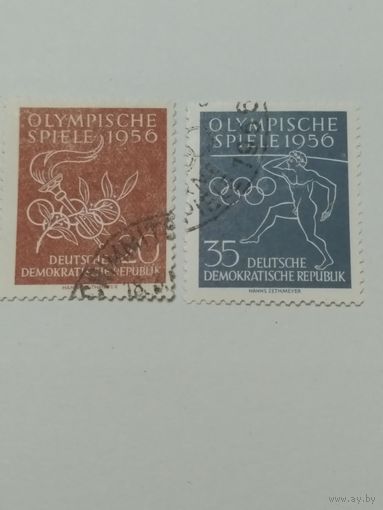 OLYMPISCHE
SPIELE 1956
20
DEUTSCHE
DEMOKRATISCHE REPUBLIK
OLYMPISCHE
SPIELE 1956
35
DEUTSCHE
DEMOKRATISCHE REPUBLIK
HANNS ZETHMEYER
www.ay.by